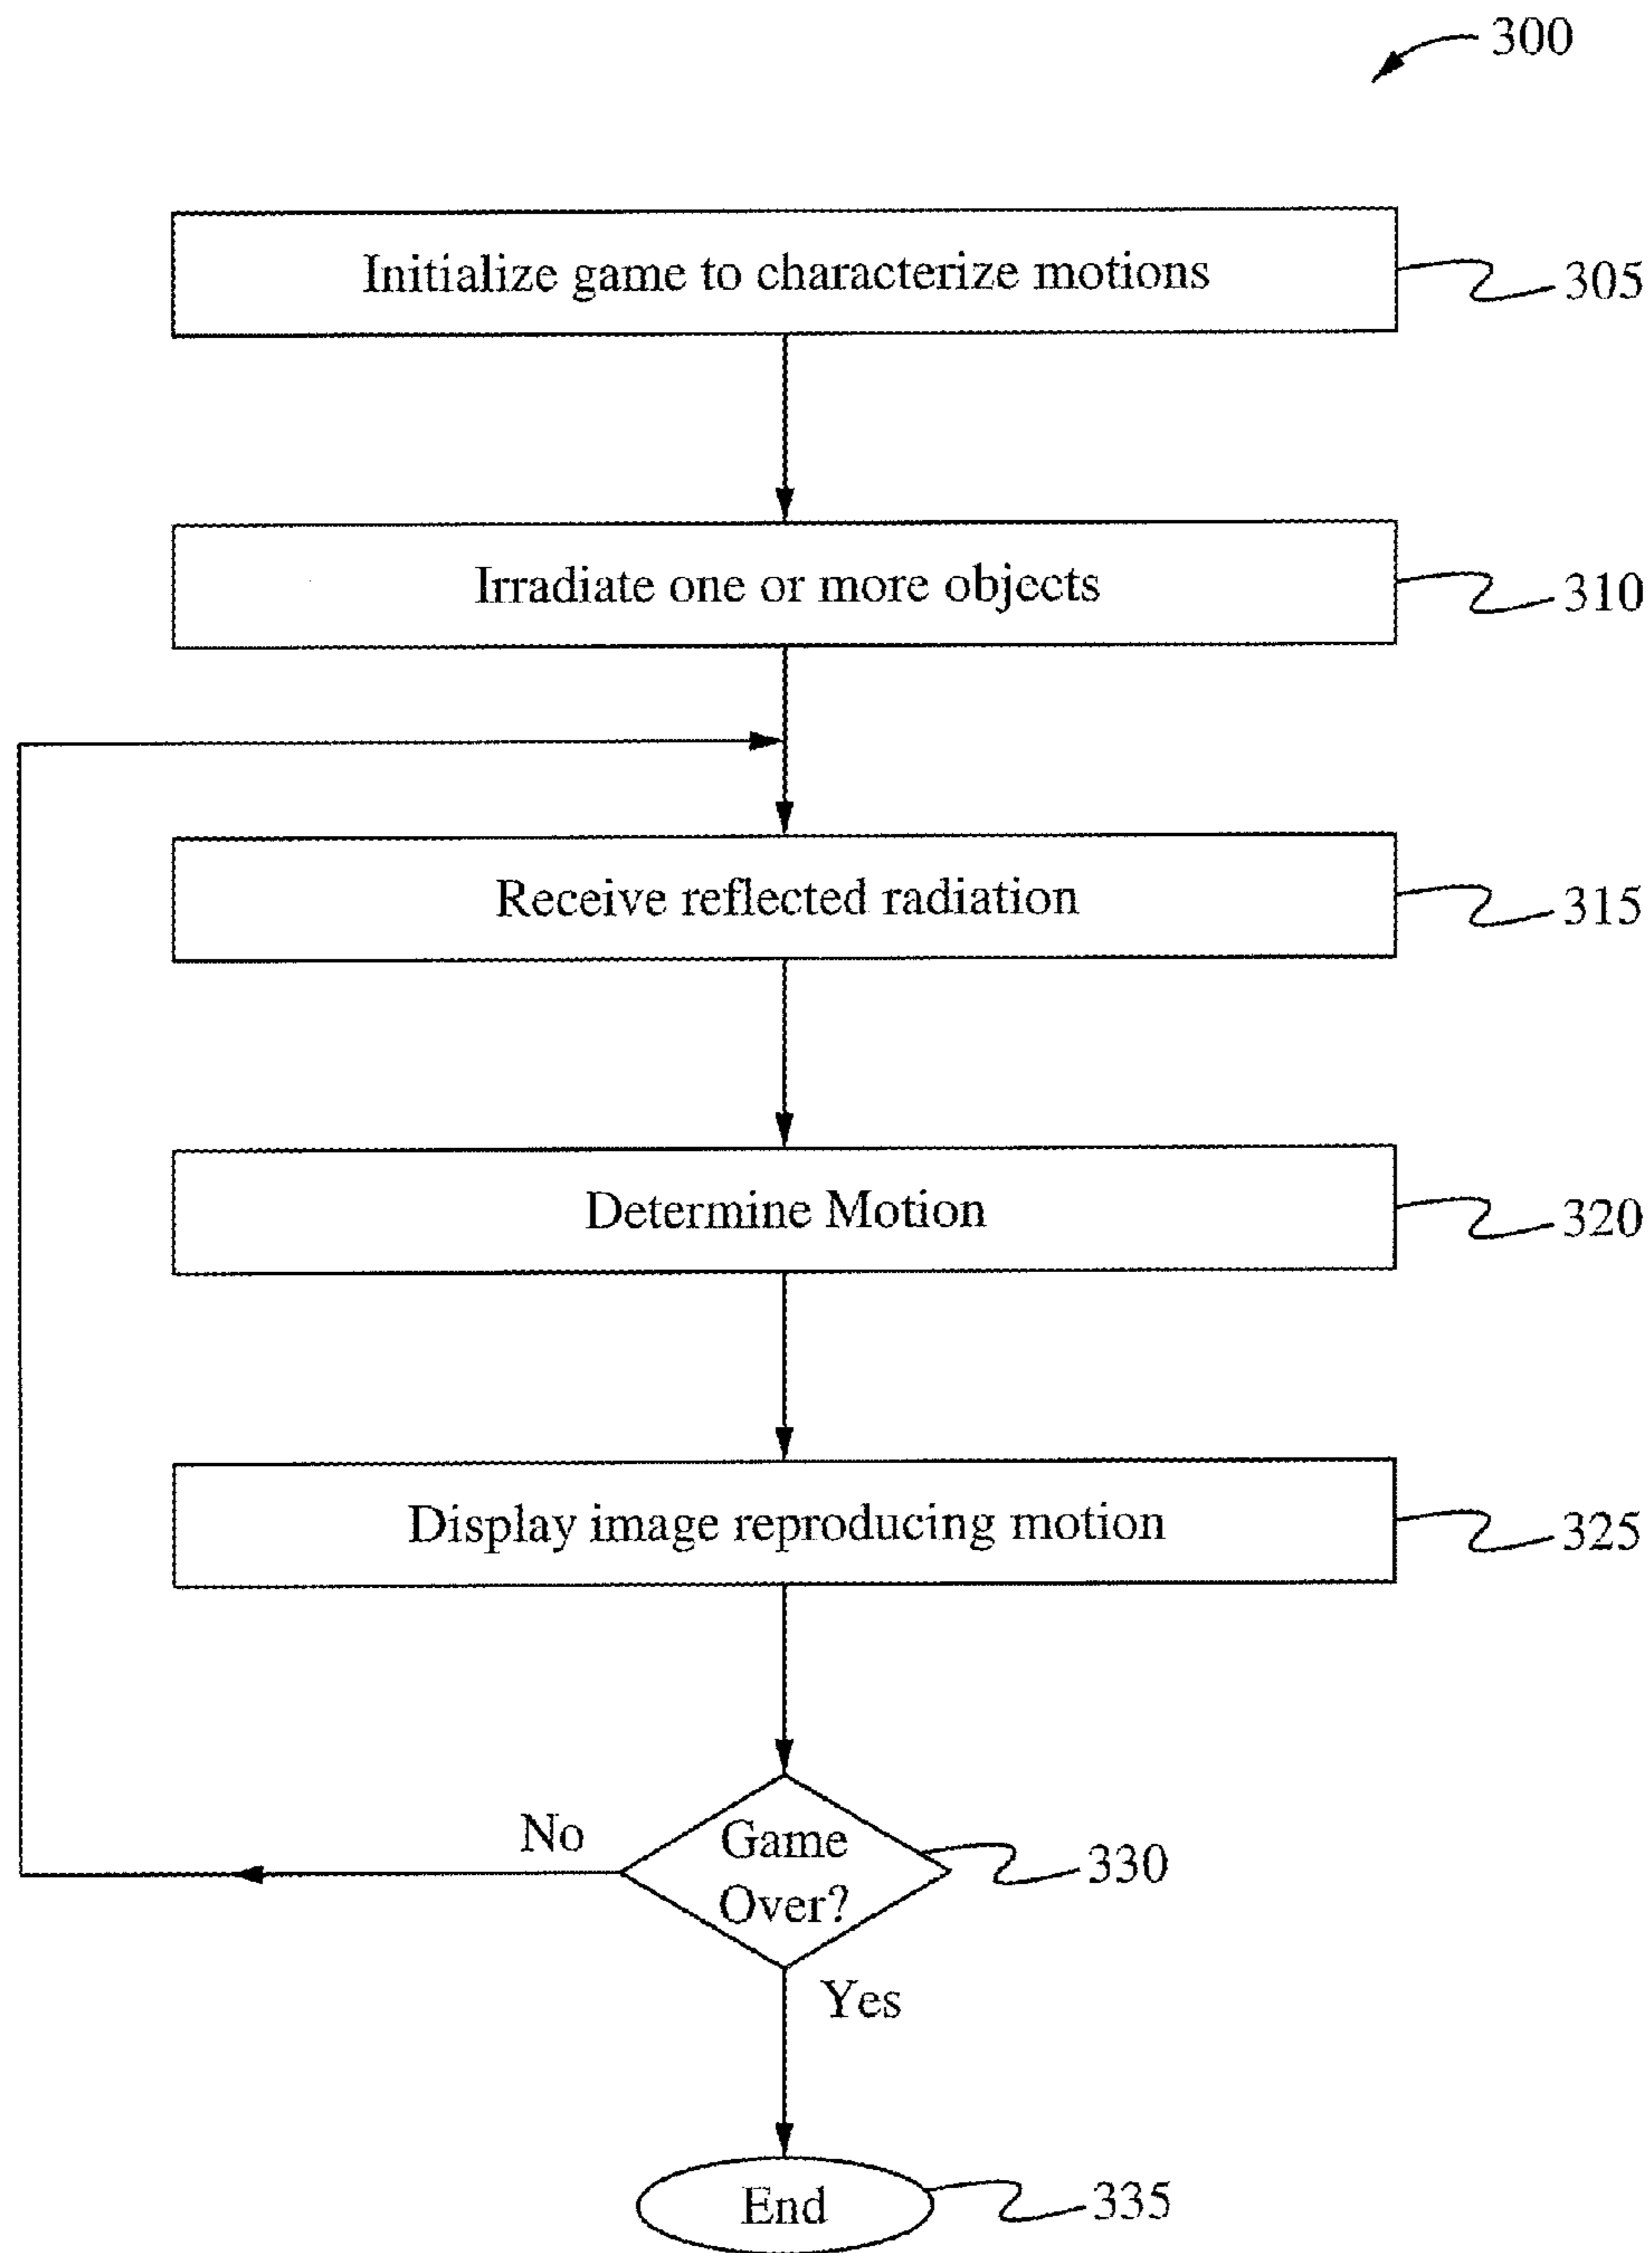 300
Initialize game to characterize motions
305
Irradiate one or more objects
310
Receive reflected radiation
315
Determine Motion
320
Display image reproducing motion
325
No
Game
Over?
330
Yes
End
335